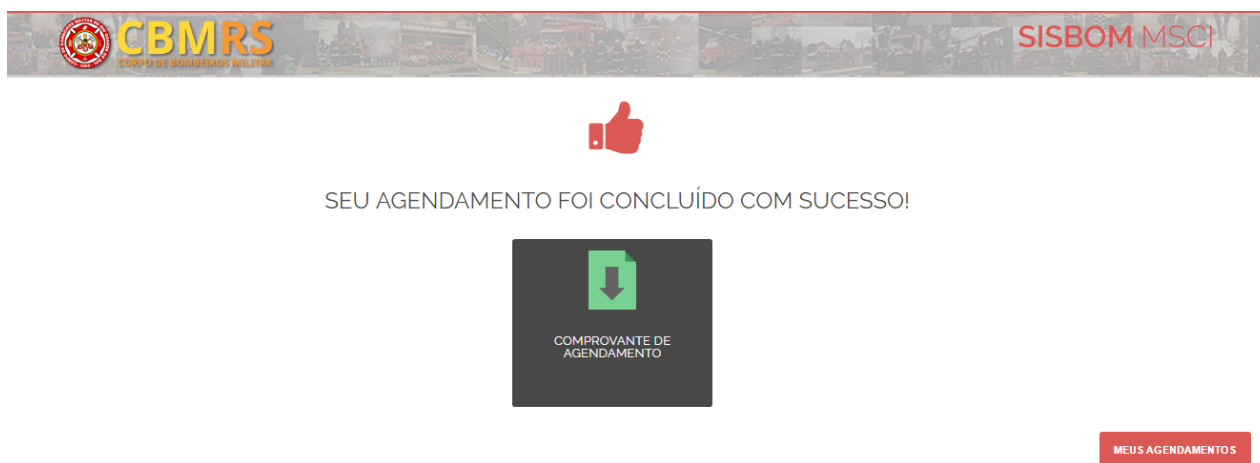 CBMRS
CORPO DE BOMBEIROS MILITAR
SISBOM MSCI
SEU AGENDAMENTO FOI CONCLUÍDO COM SUCESSO!
COMPROVANTE DE
AGENDAMENTO
MEUS AGENDAMENTOS